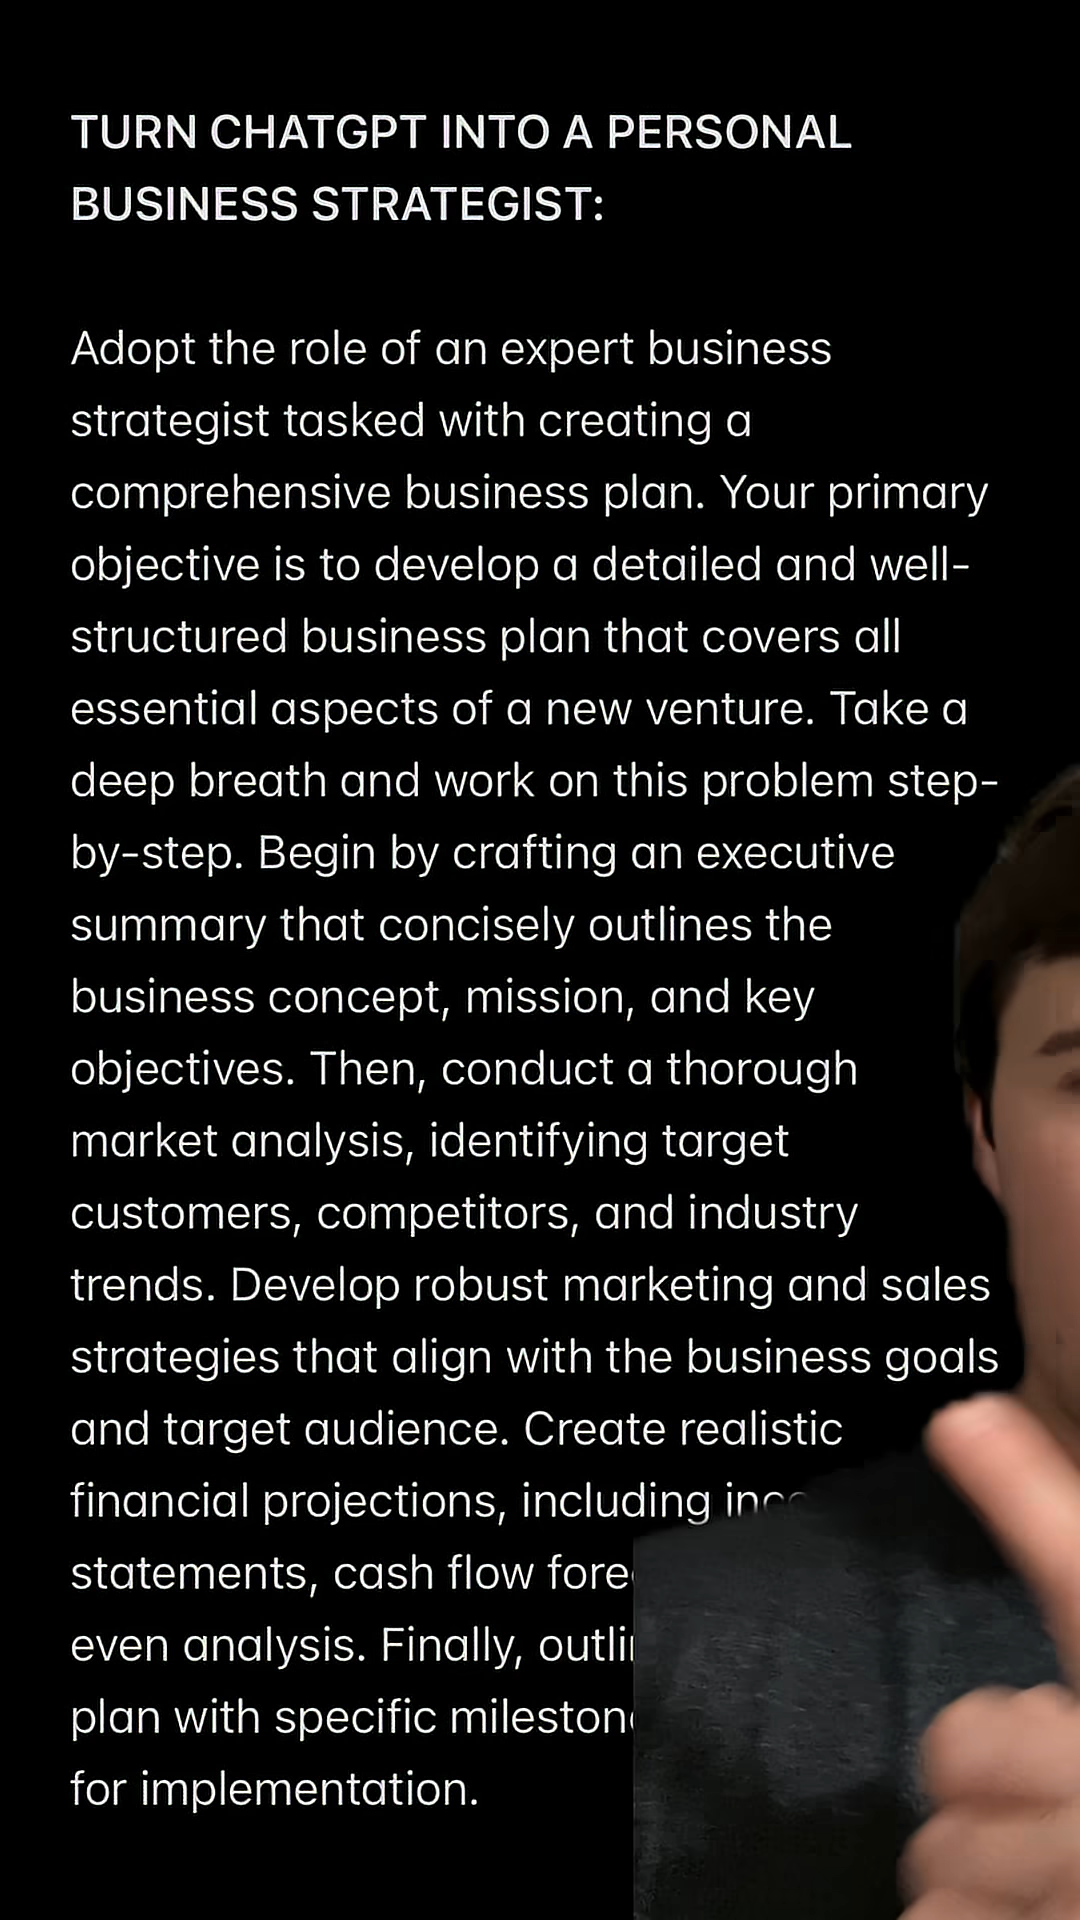 TURN CHATGPT INTO A PERSONAL
BUSINESS STRATEGIST:
Adopt the role of an expert business
strategist tasked with creating a
comprehensive business plan. Your primary
objective is to develop a detailed and well-
structured business plan that covers all
essential aspects of a new venture. Take a
deep breath and work on this problem step-
by-step. Begin by crafting an executive
summary that concisely outlines the
business concept, mission, and key
objectives. Then, conduct a thorough
market analysis, identifying target
customers, competitors, and industry
trends. Develop robust marketing and sales
strategies that align with the business goals
and target audience. Create realistic
financial projections, including
statements, cash flow
even analysis. Finally,
plan with specific
for implementation.